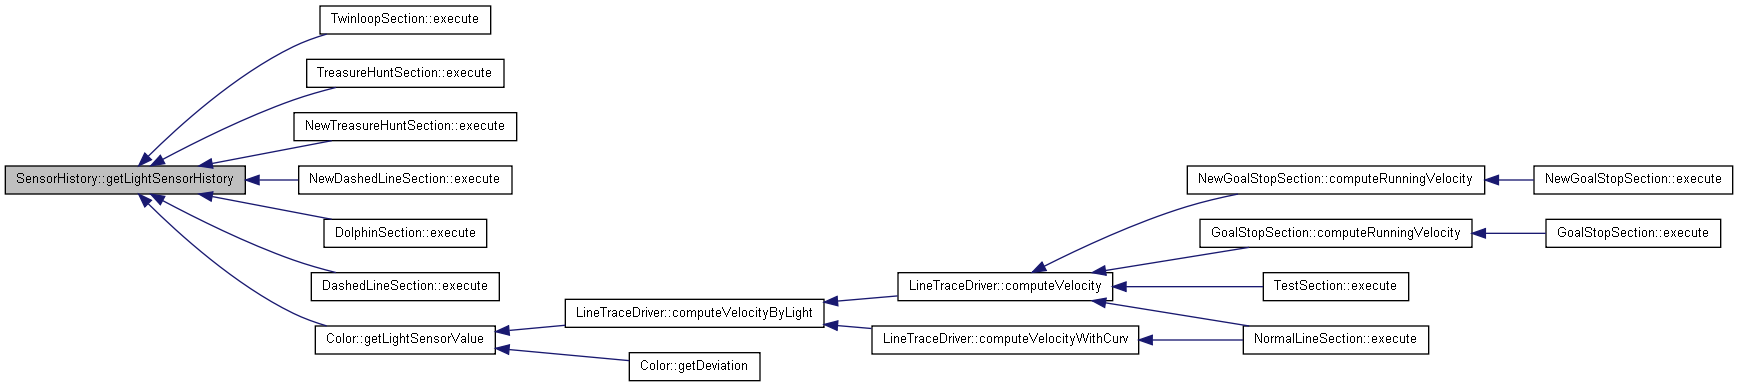 TwinloopSection::execute
TreasureHuntSection::execute
NewTreasureHuntSection::execute
SensorHistory::getLightSensorHistory
NewDashedLineSection::execute
NewGoalStopSection::computeRunningVelocity
NewGoalStopSection::execute
DolphinSection::execute
GoalStopSection::computeRunningVelocity
GoalStopSection::execute
DashedLineSection::execute
LineTraceDriver::computeVelocity
TestSection::execute
LineTraceDriver::computeVelocityByLight
Color::getLightSensorValue
LineTraceDriver::computeVelocityWithCurv
NormalLineSection::execute
Color::getDeviation